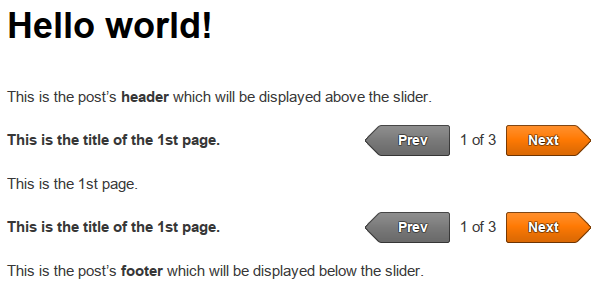 Hello world!
This is the post’s header which will be displayed above the slider.
This is the title of the 1st page. Prev 1 of 3 Next
This is the 1st page.
This is the title of the 1st page. Prev 1 of 3 Next
This is the post’s footer which will be displayed below the slider.